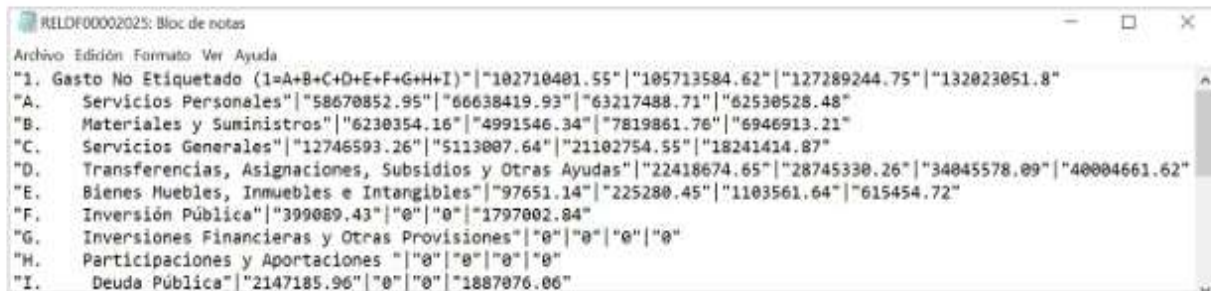 RELDF00002025: Bloc de notas
Archivo Edición Formato Ver Ayuda
"1. Gasto No Etiquetado (1=A+B+C+D+E+F+G+H+I)"|"102710401.55"|"105713584.62"|"127289244.75"|"132023051.8"
"A. Servicios Personales"|"58670852.95"|"66638419.93"|"63217488.71"|"62530528.48"
"B. Materiales y Suministros"|"6230354.16"|"4991546.34"|"7819861.76"|"6946913.21"
"C. Servicios Generales"|"12746593.26"|"5113007.64"|"21102754.55"|"18241414.87"
"D. Transferencias, Asignaciones, Subsidios y Otras Ayudas"|"22418674.65"|"28745330.26"|"34045578.09"|"40004661.62"
"E. Bienes Muebles, Inmuebles e Intangibles"|"97651.14"|"225280.45"|"1103561.64"|"615454.72"
"F. Inversión Pública"|"399089.43"|"0"|"0"|"1797002.84"
"G. Inversiones Financieras y Otras Provisiones"|"0"|"0"|"0"|"0"
"H. Participaciones y Aportaciones "|"0"|"0"|"0"|"0"
"I. Deuda Pública"|"2147185.96"|"0"|"0"|"1887076.06"